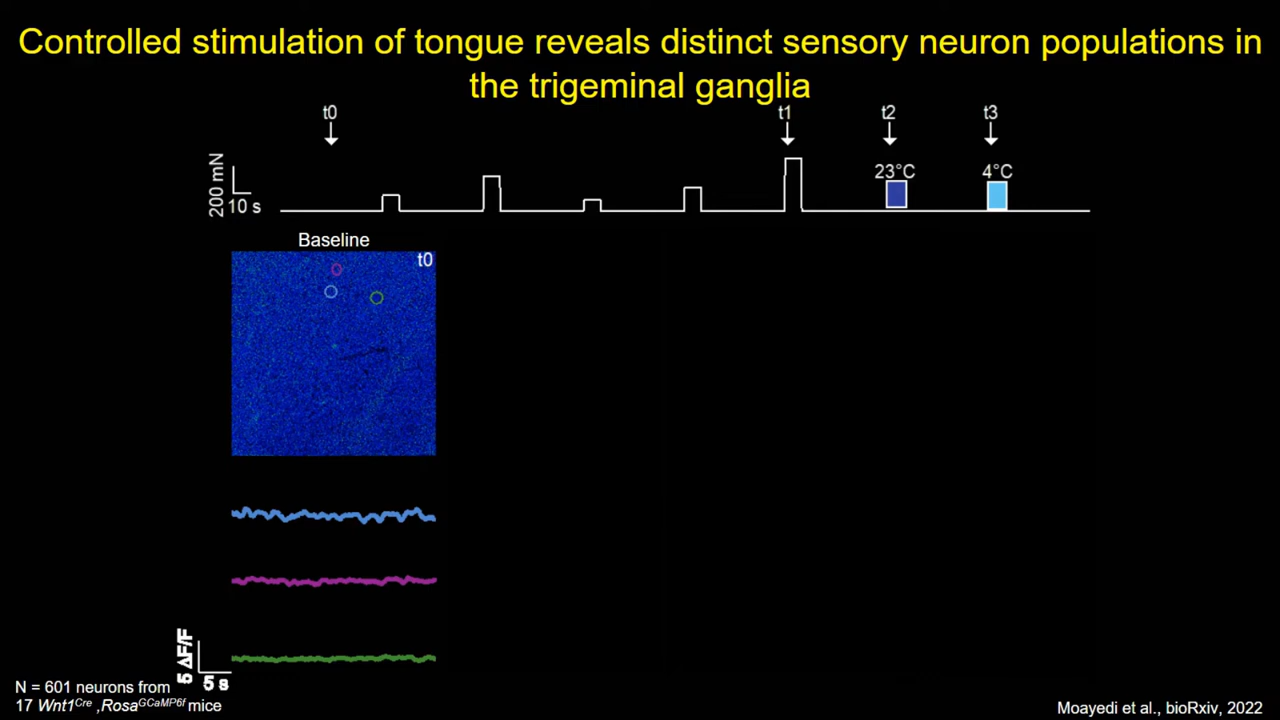 Controlled stimulation of tongue reveals distinct sensory neuron populations in
the trigeminal ganglia
t0
t1
t2
t3
200 mN
10 s
23°C
4°C
Baseline
t0
5 ΔF/F
5 s
N = 601 neurons from
17 Wnt1Cre ,RosaGCaMP6f mice
Moayedi et al., bioRxiv, 2022